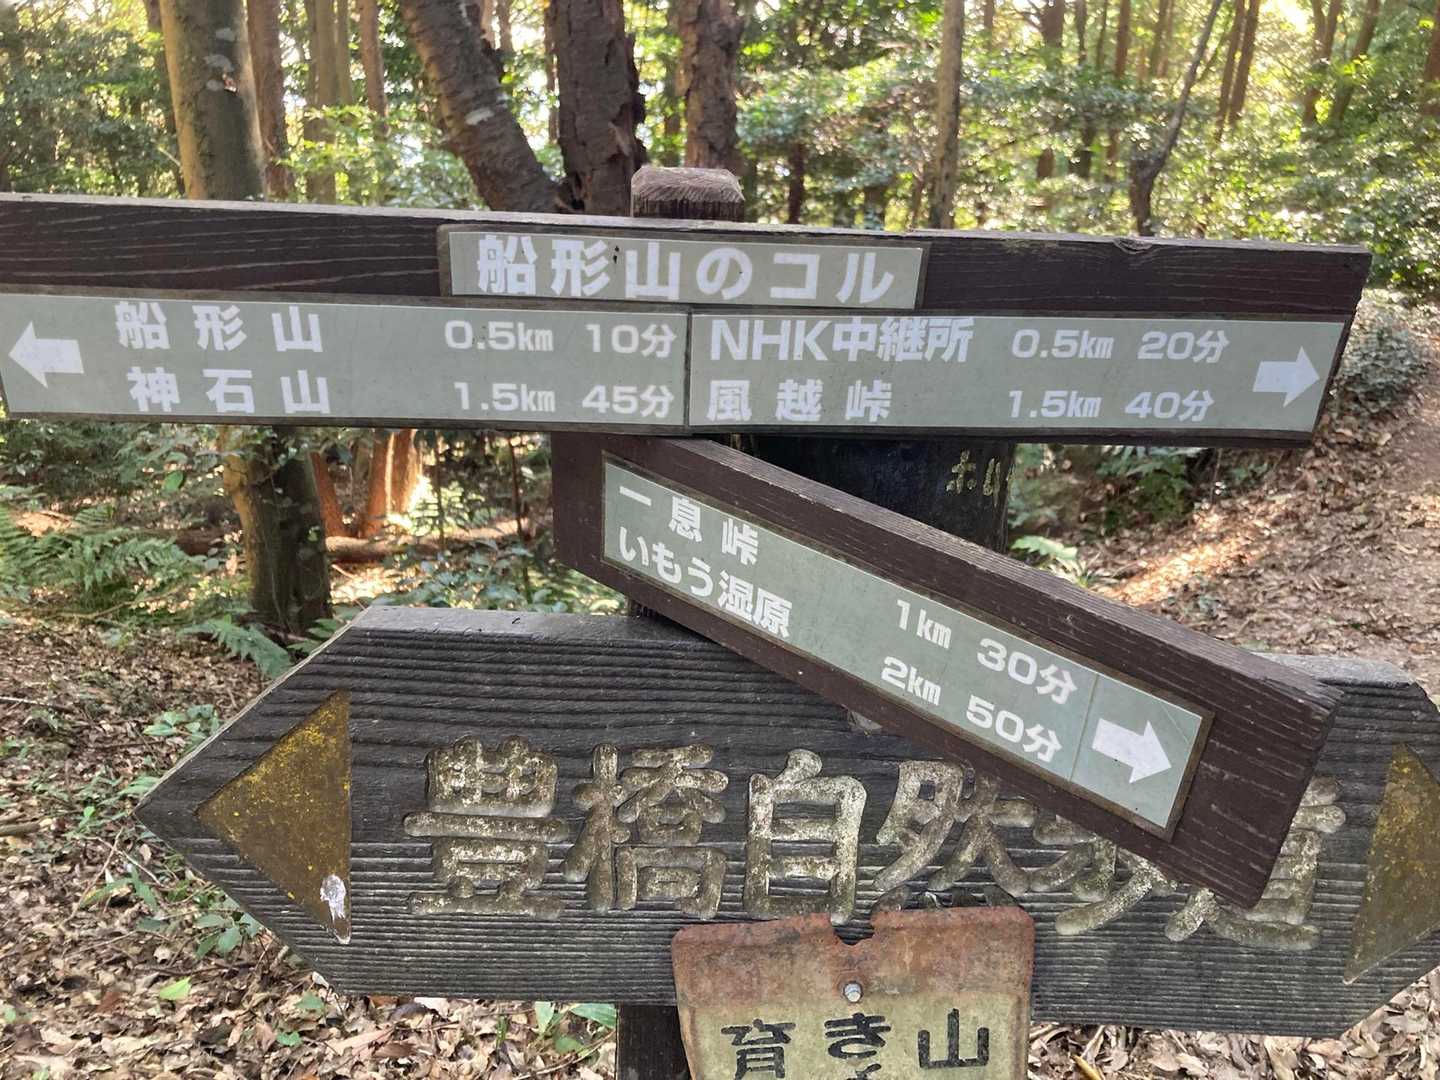 船形山のコル
船形山 0.5km 10分
神石山 1.5km 45分
NHK中継所 0.5km 20分
風越峠 1.5km 40分
一息峠 1km 30分
いもう湿原 2km 50分
豊橋自然歩道
育き山